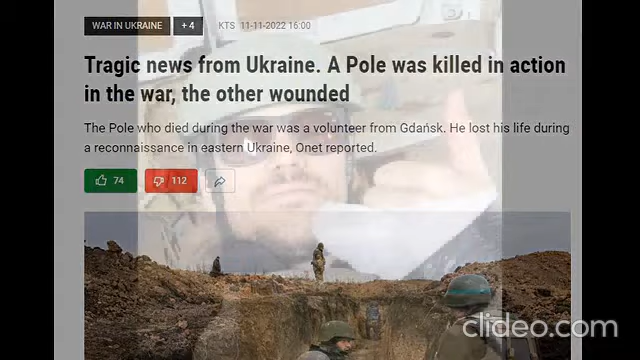 WAR IN UKRAINE + 4 KTS 11-11-2022 16:00
Tragic news from Ukraine. A Pole was killed in action
in the war, the other wounded
The Pole who died during the war was a volunteer from Gdańsk. He lost his life during
a reconnaissance in eastern Ukraine, Onet reported.
74 112
clideo.com